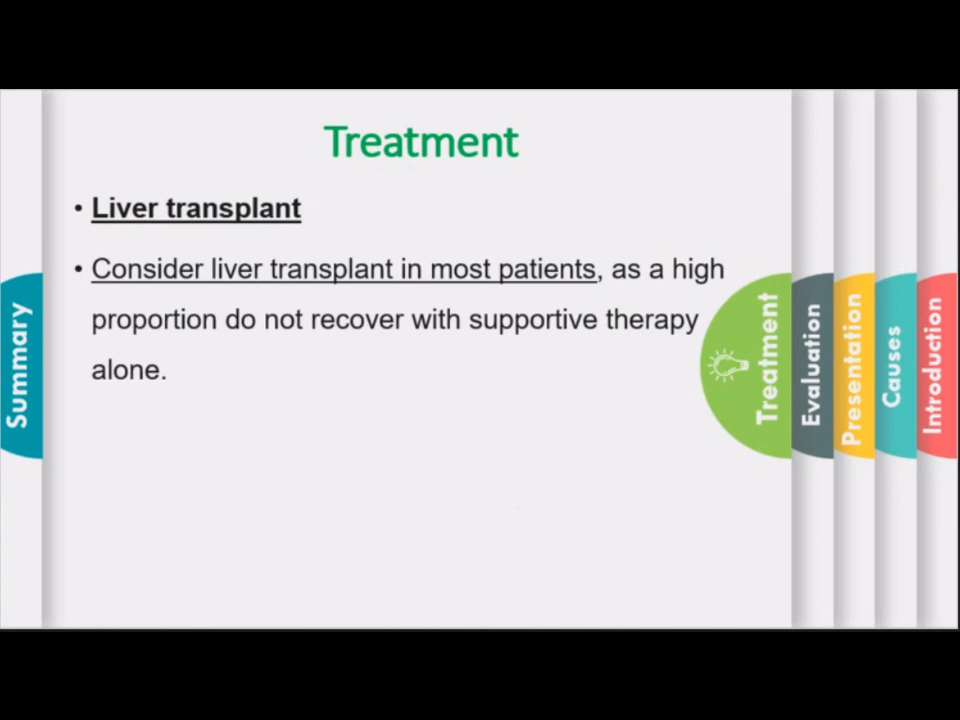 Treatment
• Liver transplant
• Consider liver transplant in most patients, as a high
proportion do not recover with supportive therapy
alone.
Summary
Treatment
Evaluation
Presentation
Causes
Introduction